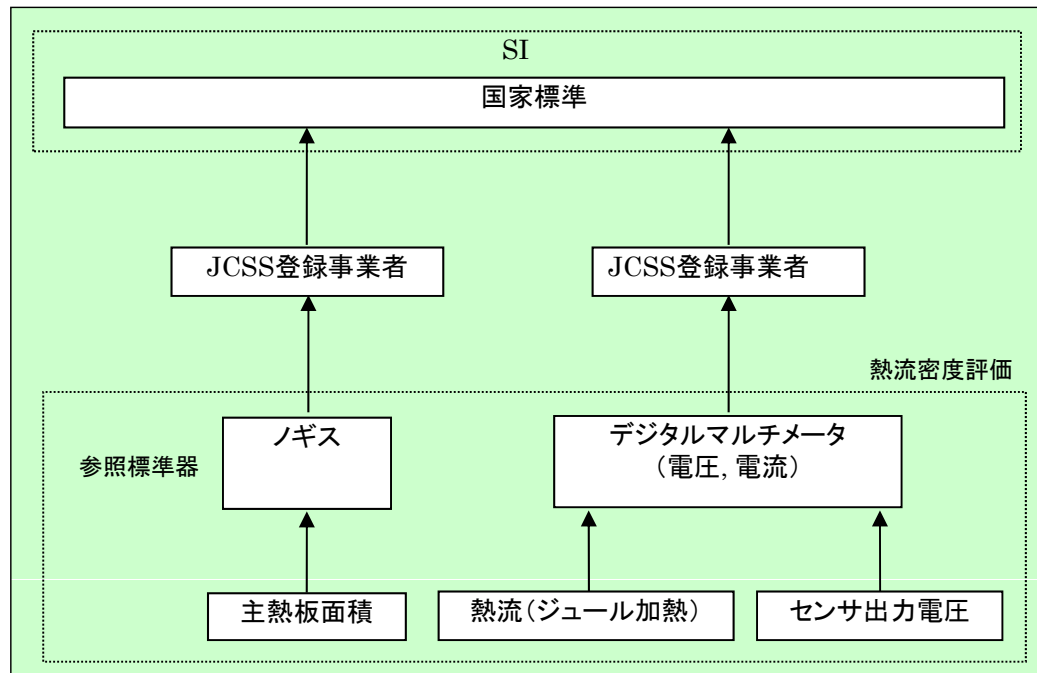 SI
国家標準
JCSS登録事業者
JCSS登録事業者
熱流密度評価
ノギス
デジタルマルチメータ
（電圧, 電流）
参照標準器
主熱板面積
熱流（ジュール加熱）
センサ出力電圧